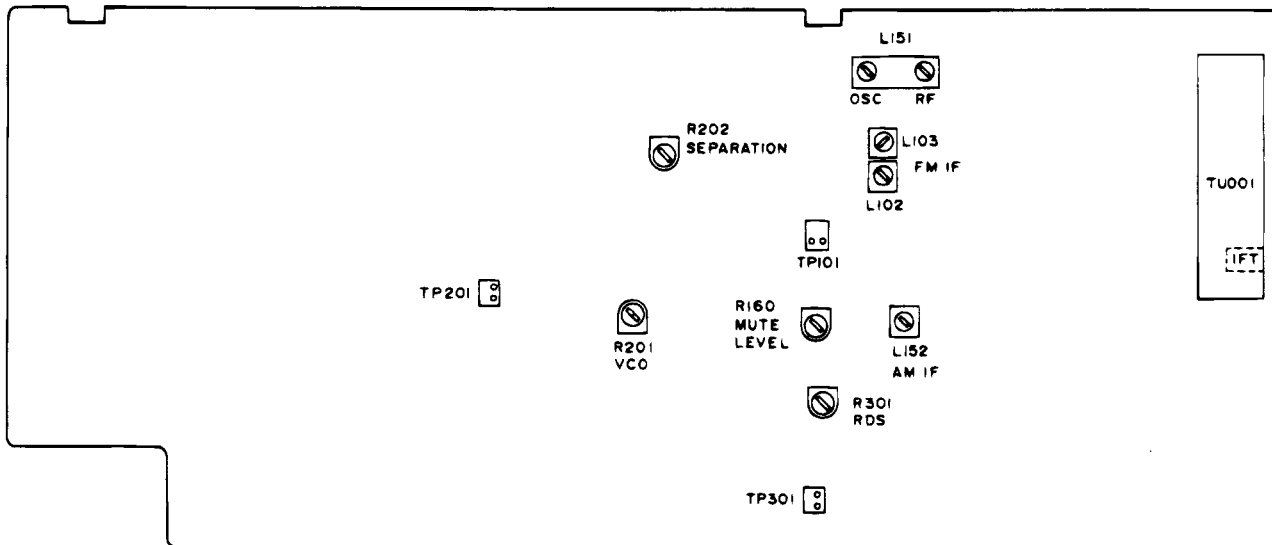 L151
OSC RF
R202
SEPARATION
L103
FM IF
L102
TU001
TP101
IFT
TP201
R160
MUTE
LEVEL
R201
VCO
L152
AM IF
R301
RDS
TP301